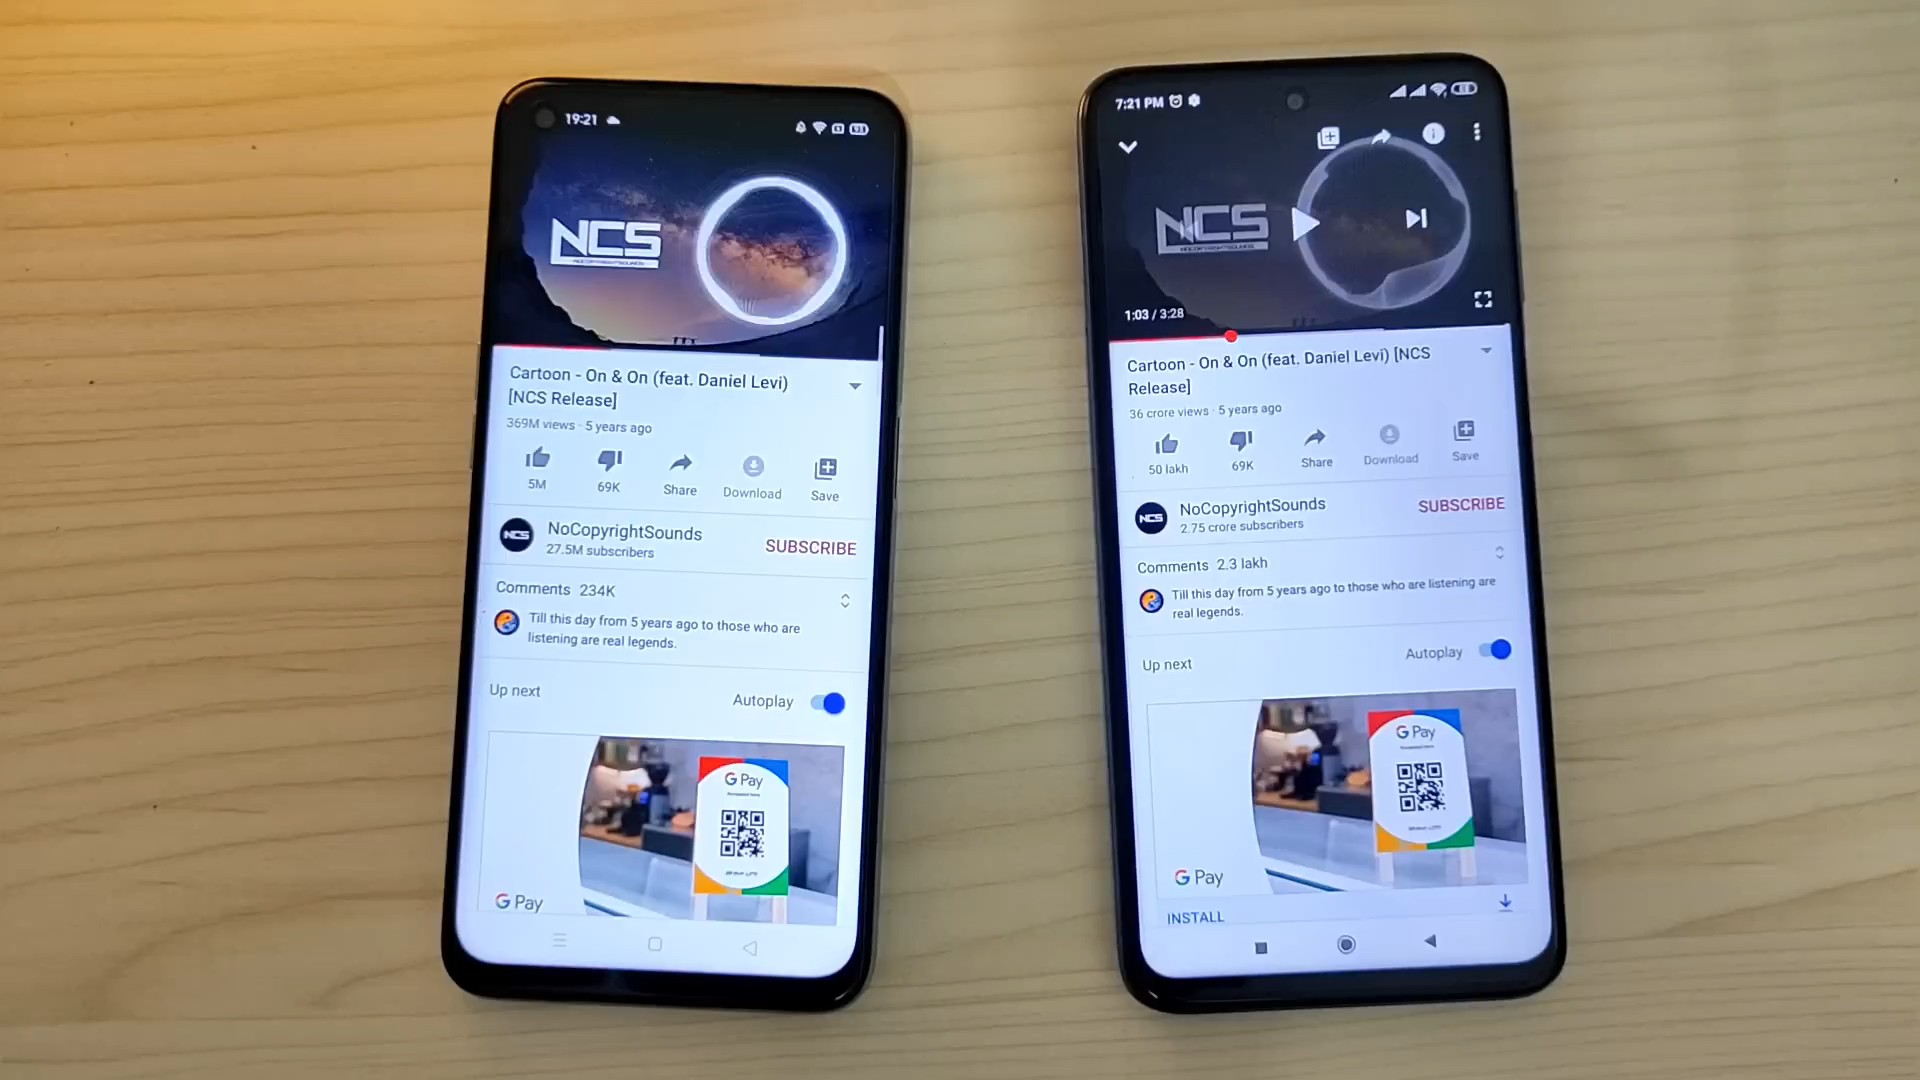 19:21
NCS
NOCOPYRIGHTSOUNDS
Cartoon - On & On (feat. Daniel Levi)
[NCS Release]
369M views · 5 years ago
5M
69K
Share
Download
Save
NCS
NoCopyrightSounds
27.5M subscribers
SUBSCRIBE
Comments 234K
Till this day from 5 years ago to those who are
listening are real legends.
Up next
Autoplay
G Pay
G Pay
7:21 PM
NCS
NOCOPYRIGHTSOUNDS
1:03 / 3:28
Cartoon - On & On (feat. Daniel Levi) [NCS
Release]
36 crore views · 5 years ago
50 lakh
69K
Share
Download
Save
NCS
NoCopyrightSounds
2.75 crore subscribers
SUBSCRIBE
Comments 2.3 lakh
Till this day from 5 years ago to those who are listening are
real legends.
Up next
Autoplay
G Pay
G Pay
INSTALL